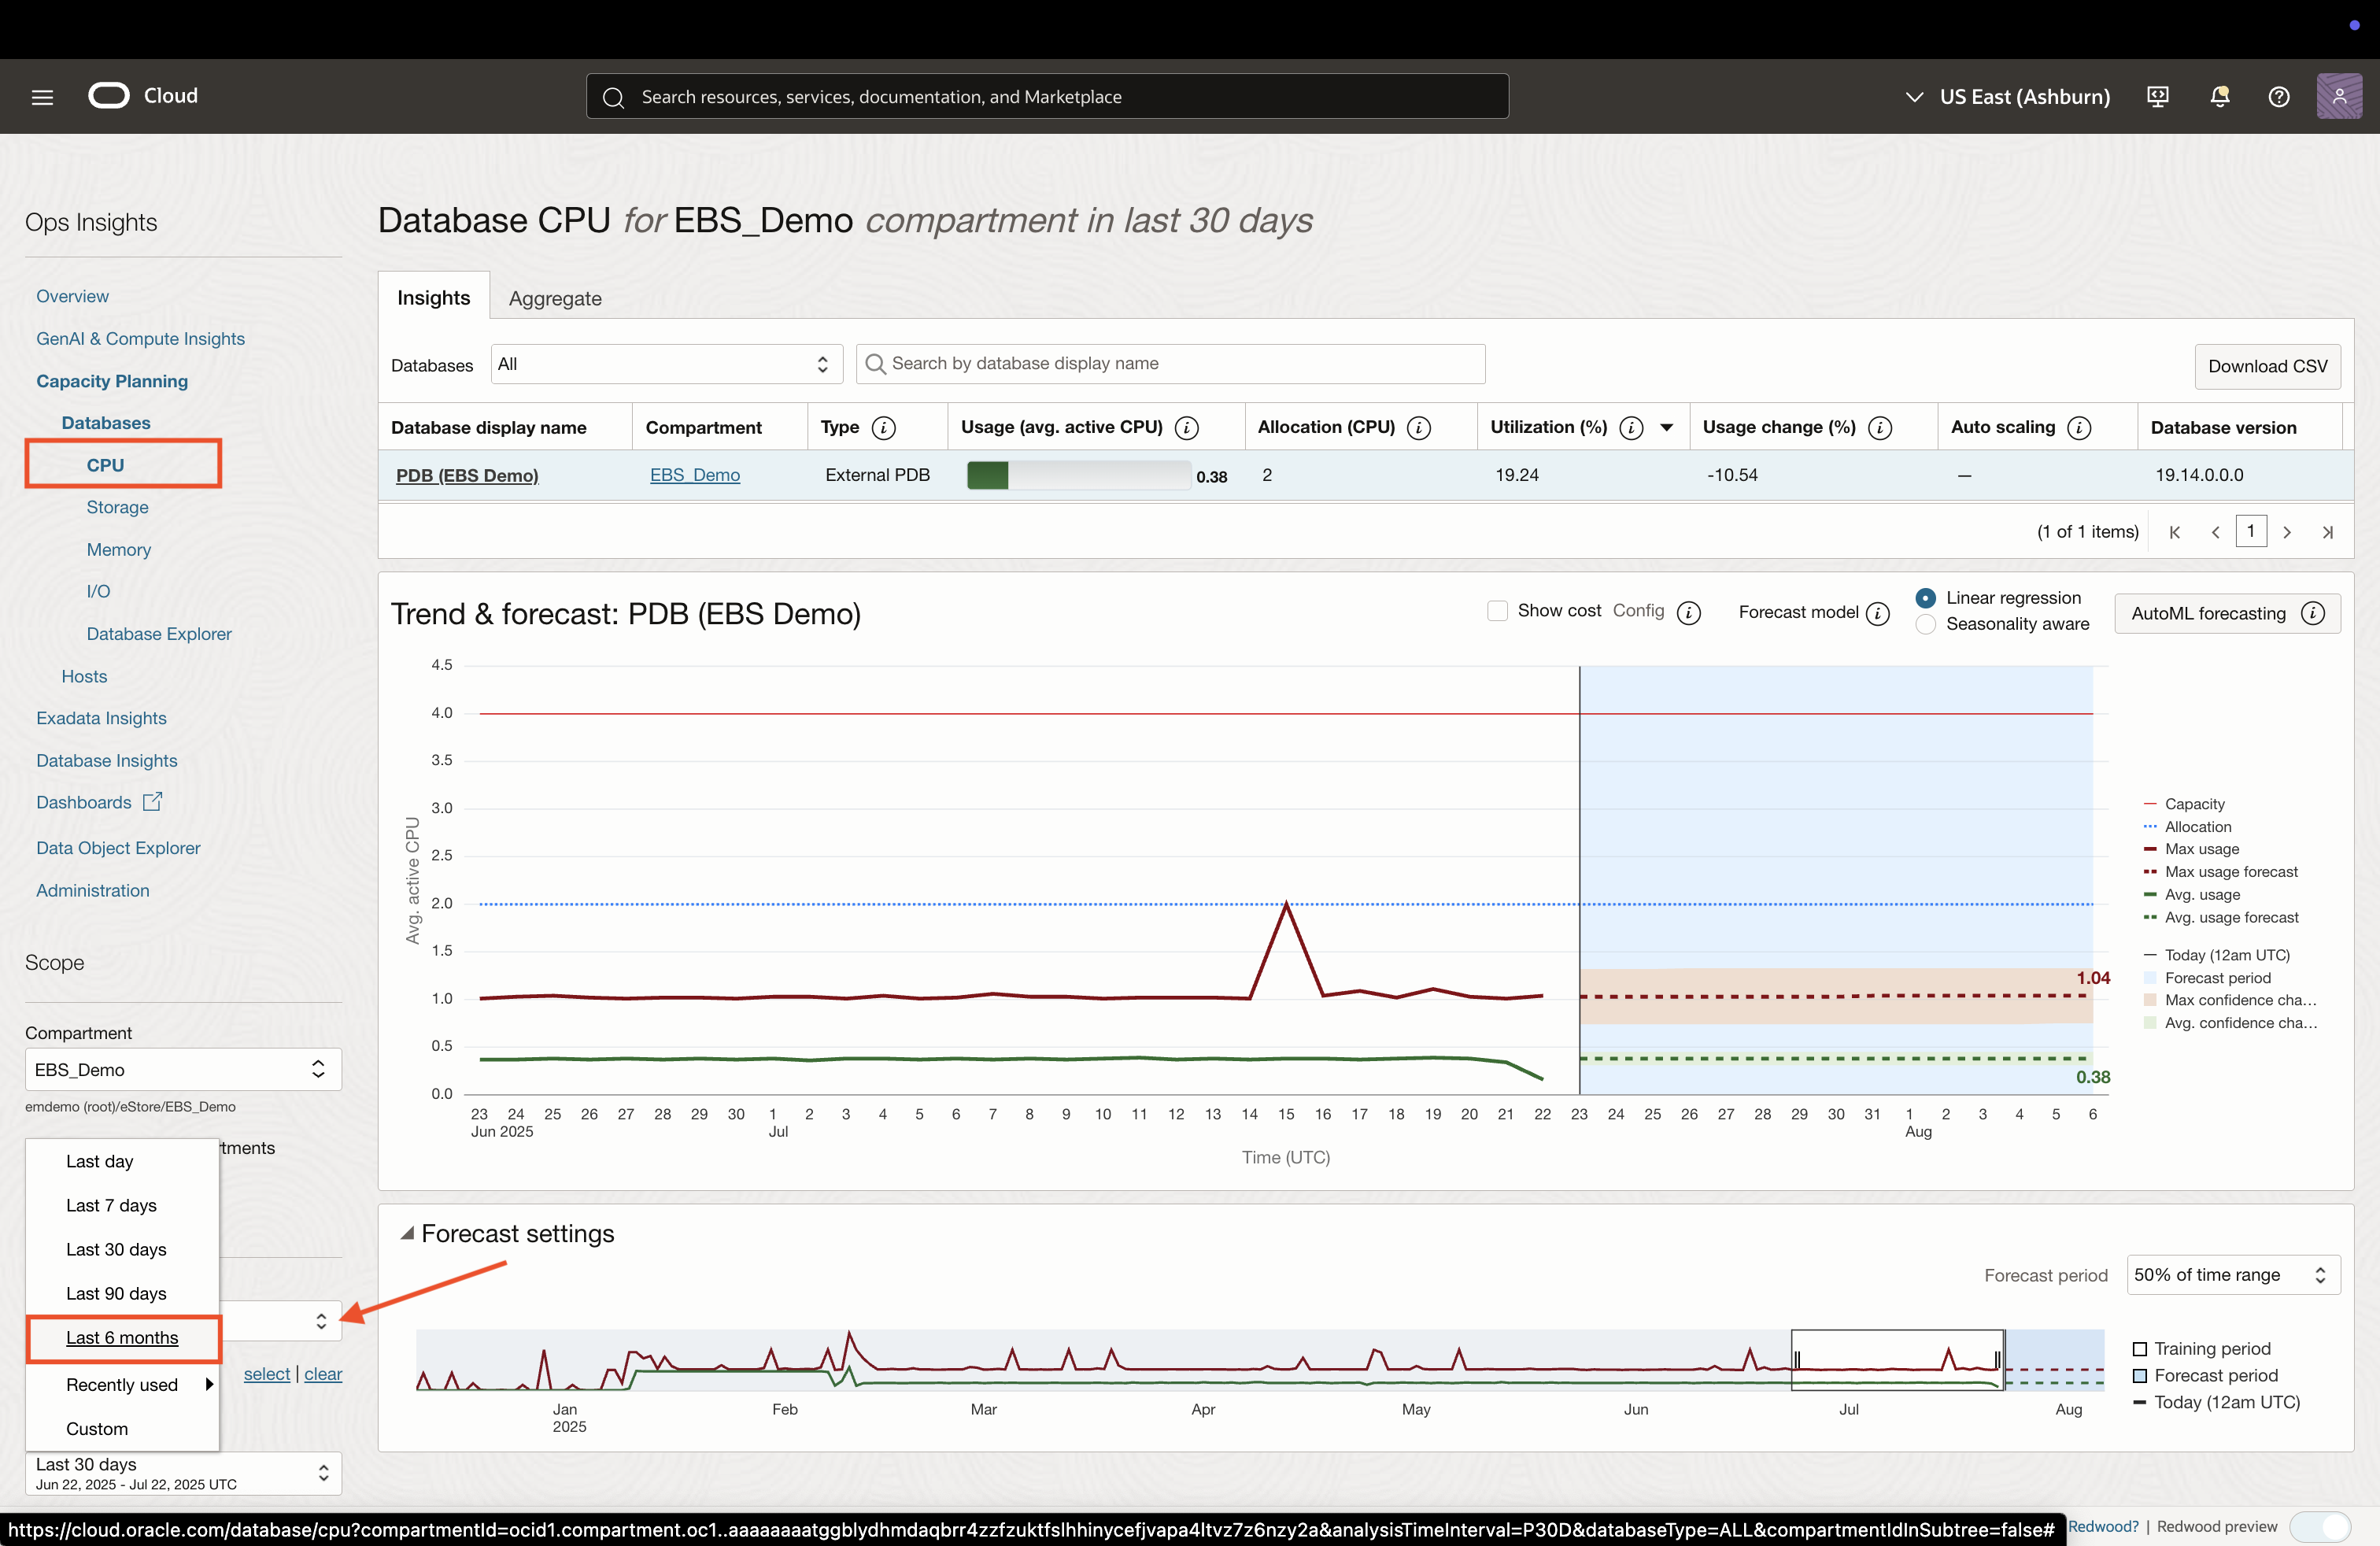 Cloud
Search resources, services, documentation, and Marketplace
US East (Ashburn)
Ops Insights
Overview
GenAI & Compute Insights
Capacity Planning
Databases
CPU
Storage
Memory
I/O
Database Explorer
Hosts
Exadata Insights
Database Insights
Dashboards
Data Object Explorer
Administration
Scope
Compartment
EBS_Demo
emdemo (root)/eStore/EBS_Demo
tments
Last day
Last 7 days
Last 30 days
Last 90 days
Last 6 months
Recently used
Custom
select | clear
Last 30 days
Jun 22, 2025 - Jul 22, 2025 UTC
Database CPU for EBS_Demo compartment in last 30 days
Insights Aggregate
Databases All Search by database display name Download CSV
Database display name Compartment Type Usage (avg. active CPU) Allocation (CPU) Utilization (%) Usage change (%) Auto scaling Database version
PDB (EBS Demo) EBS_Demo External PDB 0.38 2 19.24 -10.54 — 19.14.0.0.0
(1 of 1 items) 1
Trend & forecast: PDB (EBS Demo)
Show cost Config Forecast model Linear regression
Seasonality aware
AutoML forecasting
Avg. active CPU
4.5
4.0
3.5
3.0
2.5
2.0
1.5
1.0
0.5
0.0
1.04
0.38
23 24 25 26 27 28 29 30 1 2 3 4 5 6 7 8 9 10 11 12 13 14 15 16 17 18 19 20 21 22 23 24 25 26 27 28 29 30 31 1 2 3 4 5 6
Jun 2025 Jul Aug
Time (UTC)
Capacity
Allocation
Max usage
Max usage forecast
Avg. usage
Avg. usage forecast
Today (12am UTC)
Forecast period
Max confidence cha...
Avg. confidence cha...
Forecast settings
Forecast period 50% of time range
Jan Feb Mar Apr May Jun Jul Aug
2025
Training period
Forecast period
Today (12am UTC)
https://cloud.oracle.com/database/cpu?compartmentId=ocid1.compartment.oc1..aaaaaaaatggblydhmdaqbrr4zzfzuktfslhhinycefjvapa4ltvz7z6nzy2a&analysisTimeInterval=P30D&databaseType=ALL&compartmentIdInSubtree=false#
Redwood? | Redwood preview